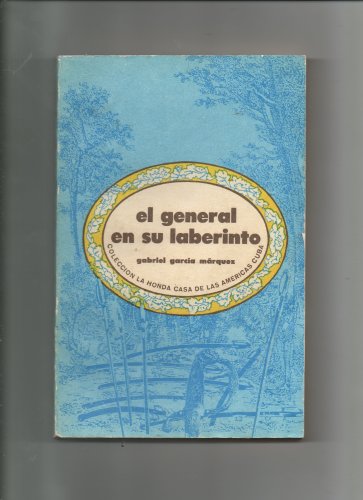 el general
en su laberinto
gabriel garcía márquez
COLECCION LA HONDA CASA DE LAS AMERICAS CUBA